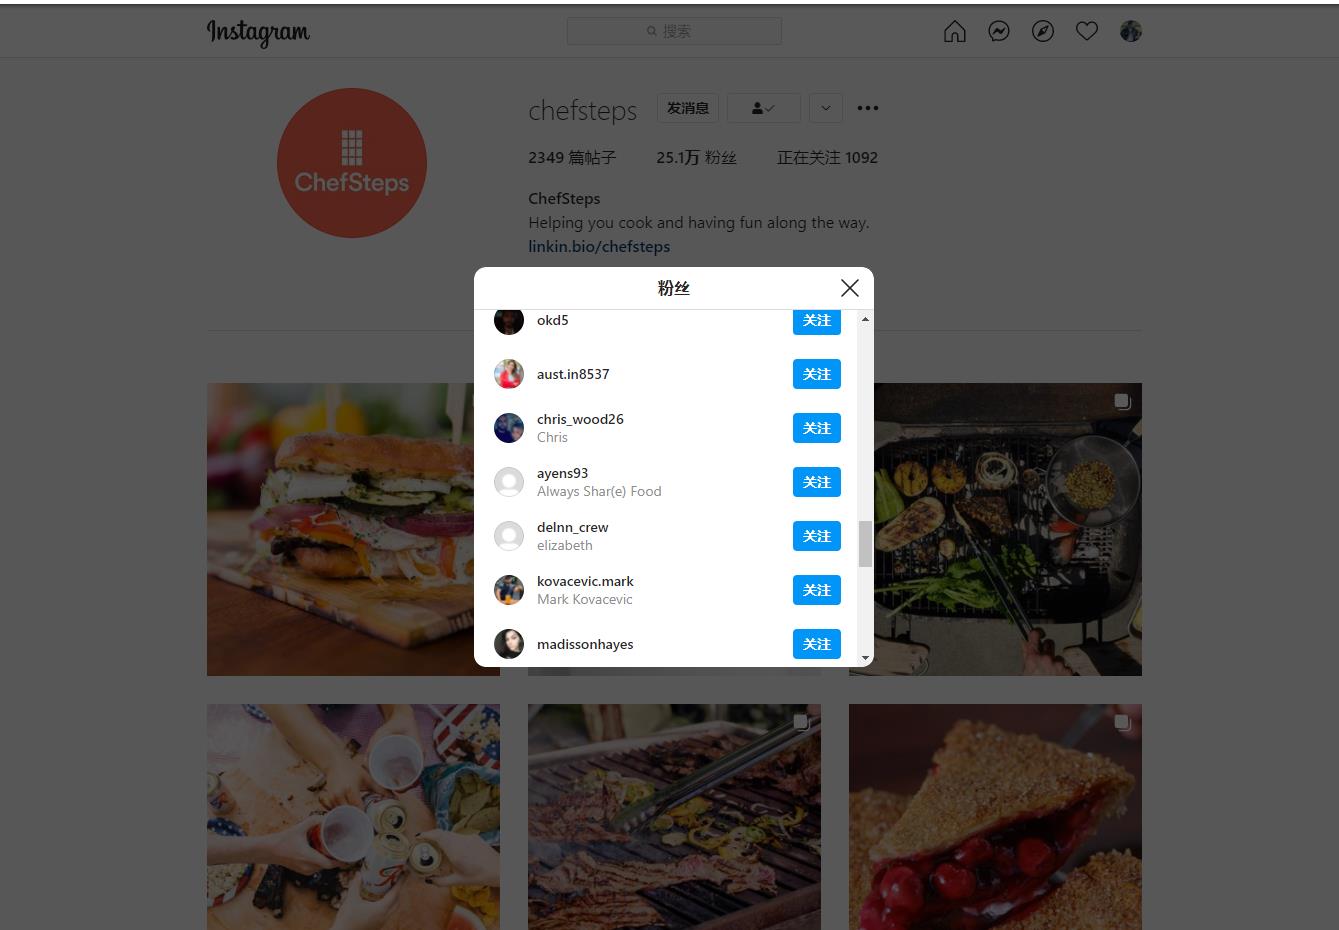 Instagram
搜索
ChefSteps
chefsteps
发消息
2349 篇帖子 25.1万 粉丝 正在关注 1092
ChefSteps
Helping you cook and having fun along the way.
linkin.bio/chefsteps
粉丝
okd5 关注
aust.in8537 关注
chris_wood26
Chris
关注
ayens93
Always Shar(e) Food
关注
delnn_crew
elizabeth
关注
kovacevic.mark
Mark Kovacevic
关注
madissonhayes 关注